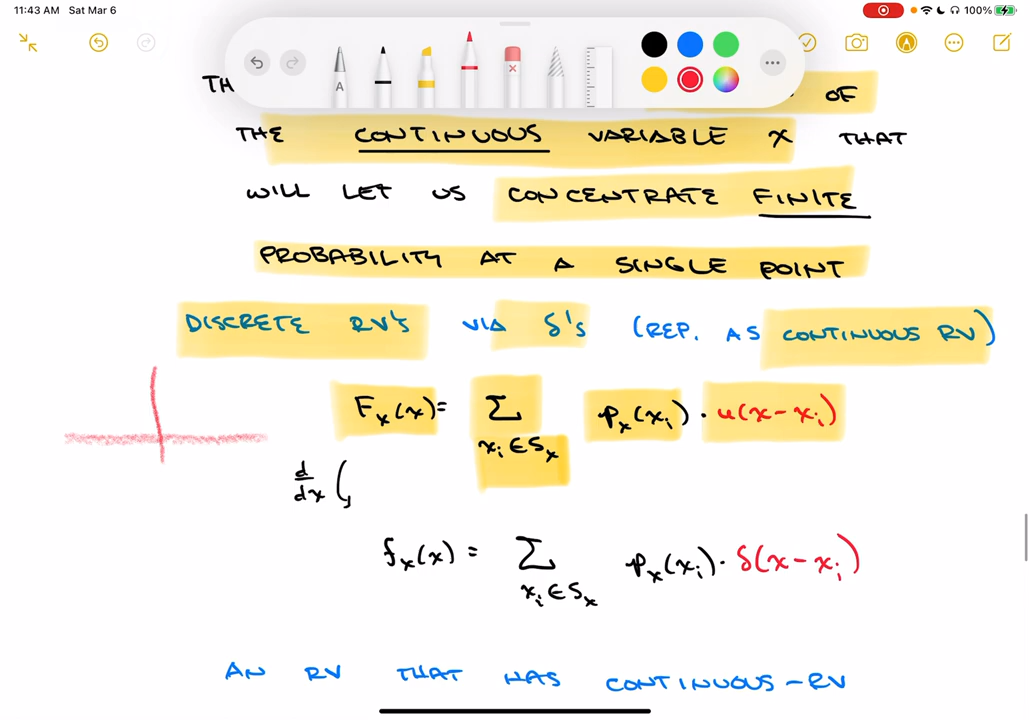 11:43 AM Sat Mar 6 100%
TH OF
THE CONTINUOUS VARIABLE x THAT
WILL LET US CONCENTRATE FINITE
PROBABILITY AT A SINGLE POINT
DISCRETE RV'S VIA δ'S (REP. AS CONTINUOUS RV)
F_x(x) = Σ p_x(x_i) · u(x - x_i)
x_i ∈ S_x
d/dx (
f_x(x) = Σ p_x(x_i) · δ(x - x_i)
x_i ∈ S_x
AN RV THAT HAS CONTINUOUS-RV